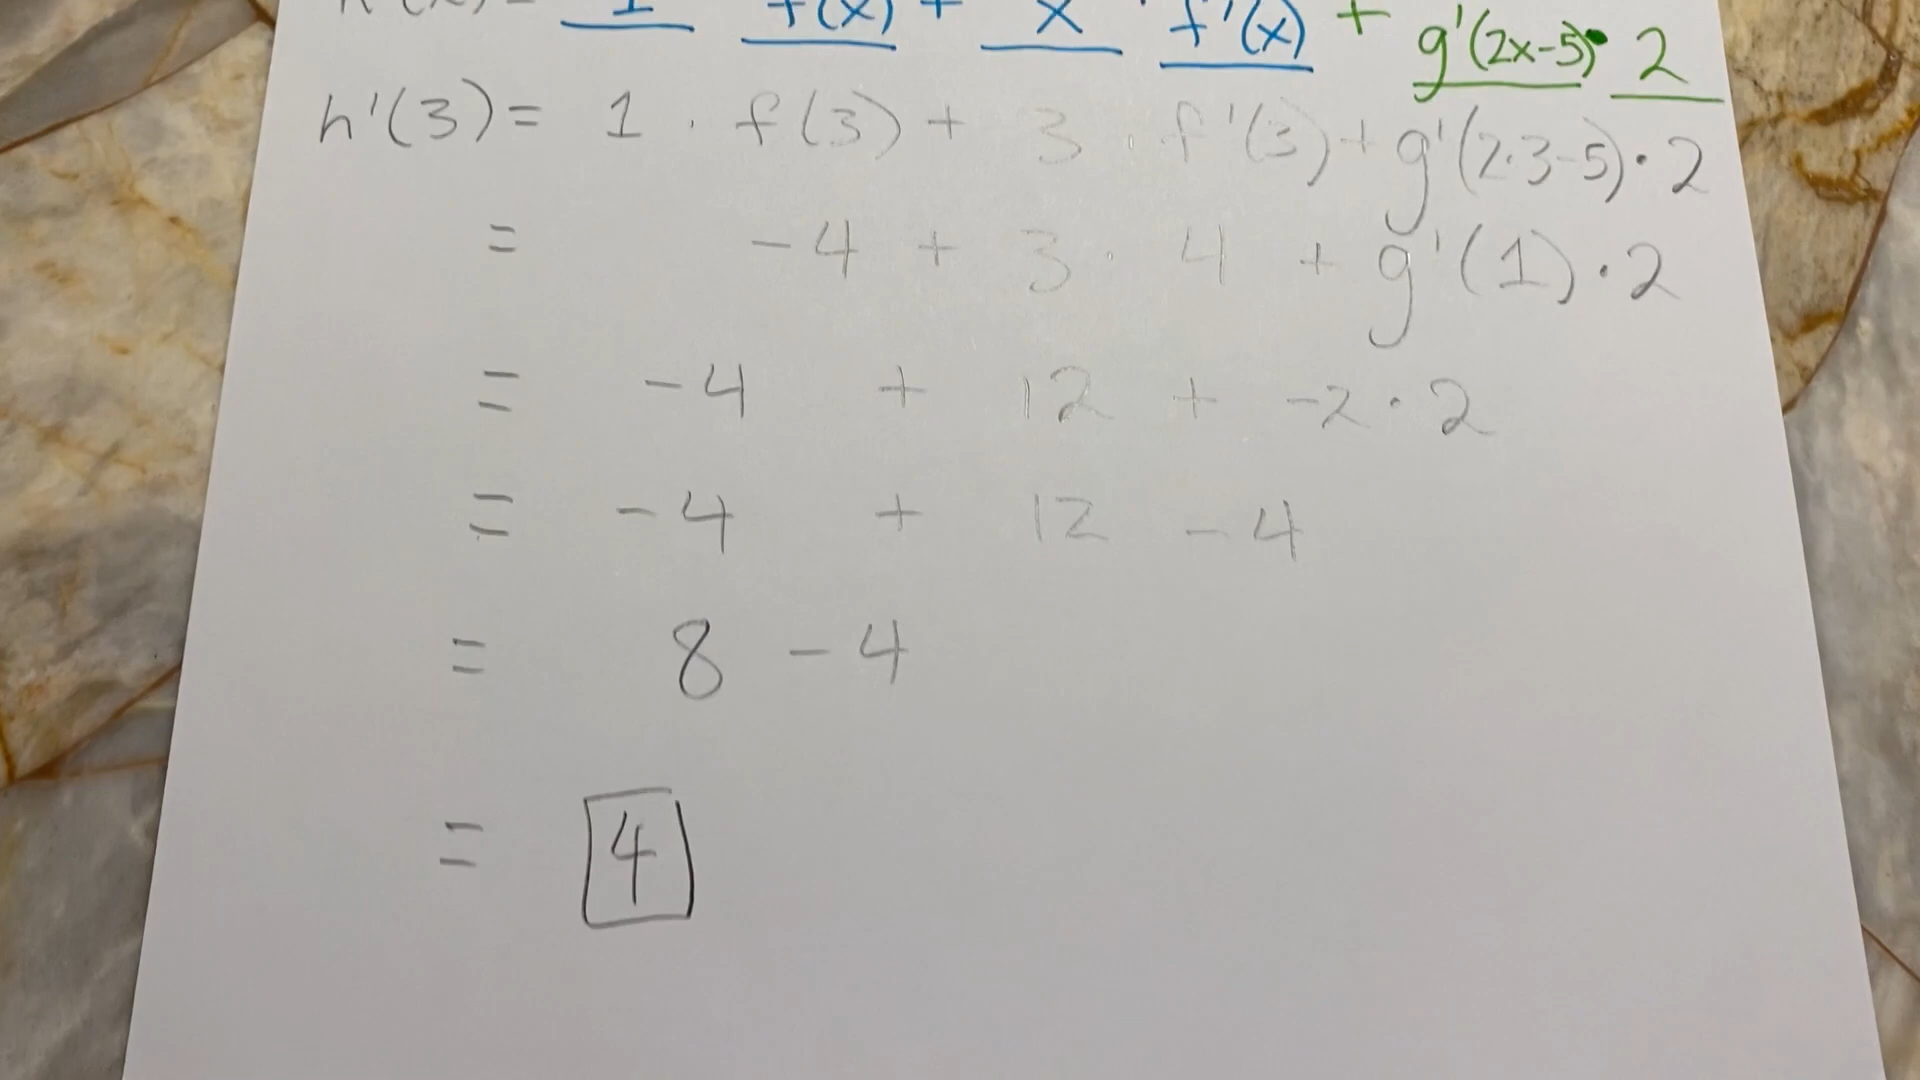 h'(x) = 1 · f(x) + x · f'(x) + g'(2x-5) · 2
h'(3) = 1 · f(3) + 3 · f'(3) + g'(2·3-5) · 2
= -4 + 3 · 4 + g'(1) · 2
= -4 + 12 + -2 · 2
= -4 + 12 - 4
= 8 - 4
= 4